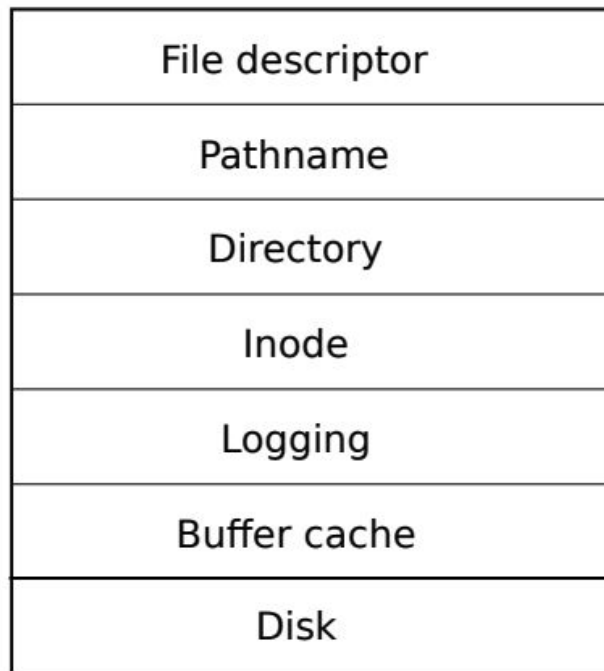 File descriptor
Pathname
Directory
Inode
Logging
Buffer cache
Disk